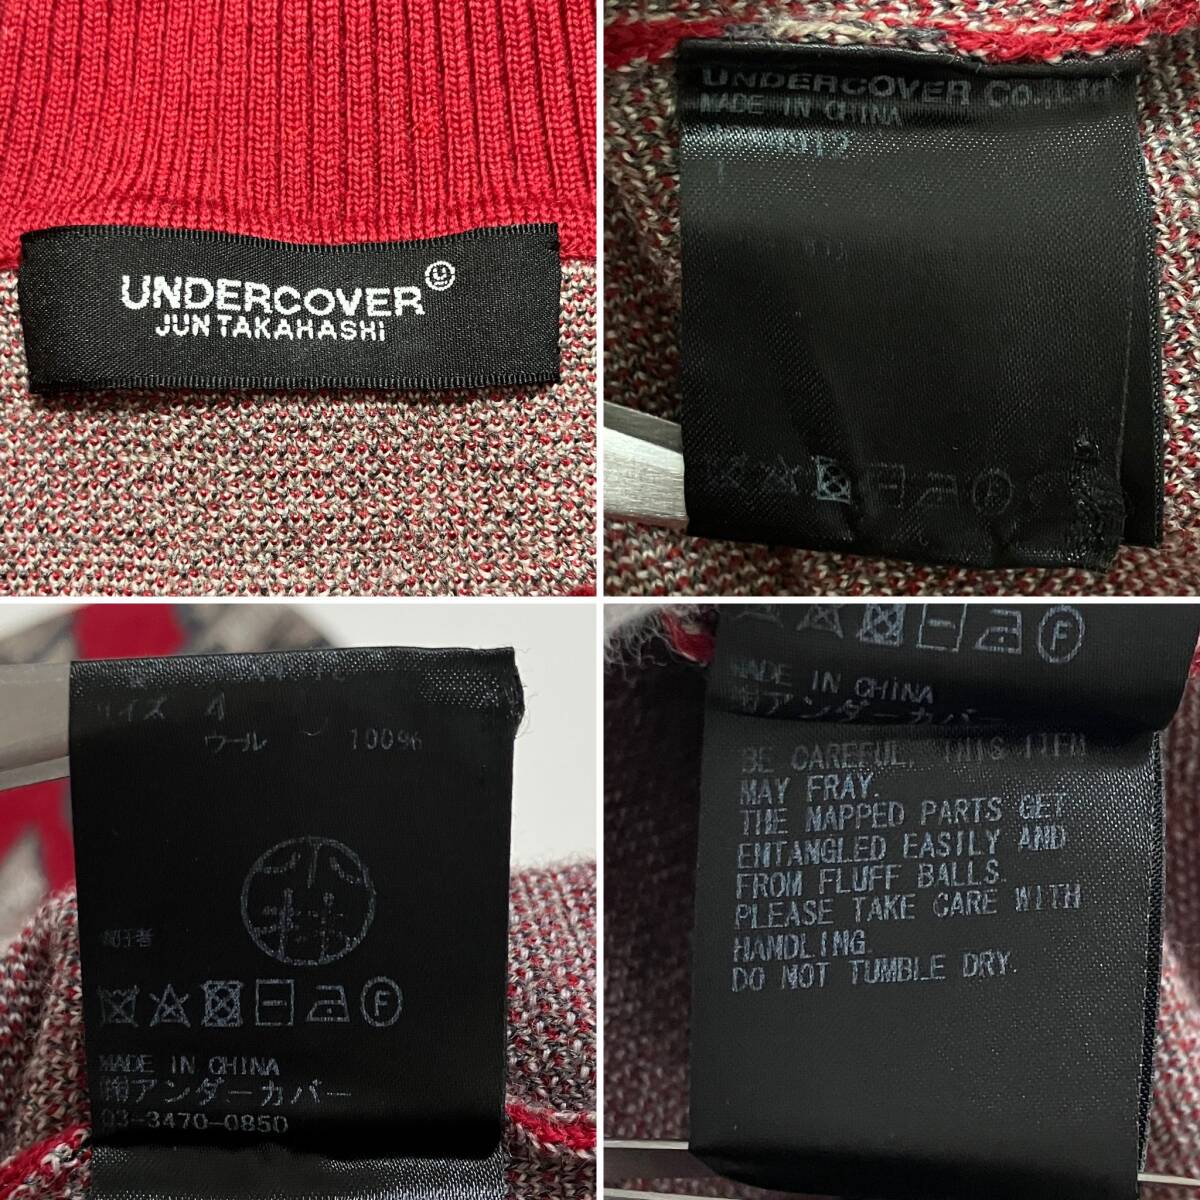 UNDERCOVER
JUN TAKAHASHI
UNDERCOVER Co.,Ltd
MADE IN CHINA
サイズ 4
ウール 100%
F
MADE IN CHINA
㈲アンダーカバー
03-3470-0850
F
MADE IN CHINA
㈲アンダーカバー
BE CAREFUL, THIS ITEM
MAY FRAY.
THE NAPPED PARTS GET
ENTANGLED EASILY AND
FROM FLUFF BALLS.
PLEASE TAKE CARE WITH
HANDLING.
DO NOT TUMBLE DRY.